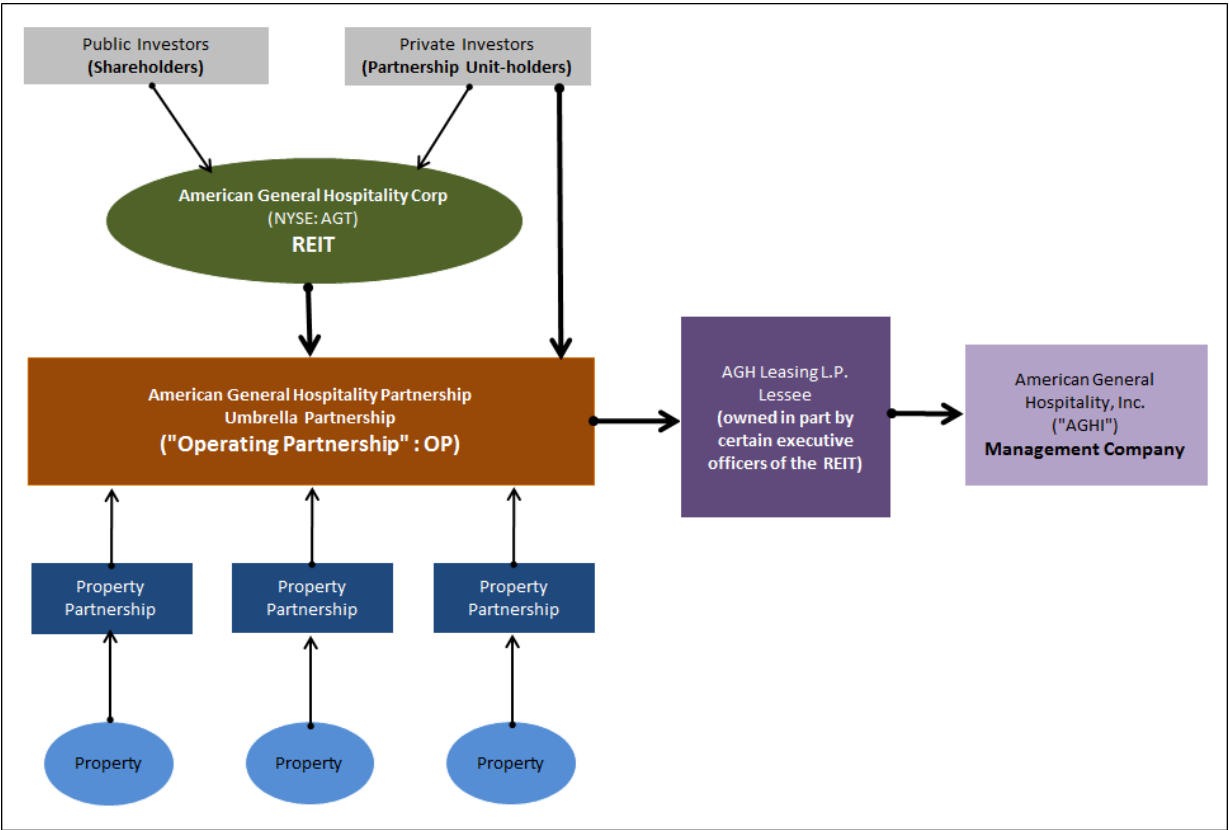 Public Investors
(Shareholders)
Private Investors
(Partnership Unit-holders)
American General Hospitality Corp
(NYSE: AGT)
REIT
American General Hospitality Partnership
Umbrella Partnership
("Operating Partnership" : OP)
AGH Leasing L.P.
Lessee
(owned in part by
certain executive
officers of the REIT)
American General
Hospitality, Inc.
("AGHI")
Management Company
Property
Partnership
Property
Partnership
Property
Partnership
Property
Property
Property